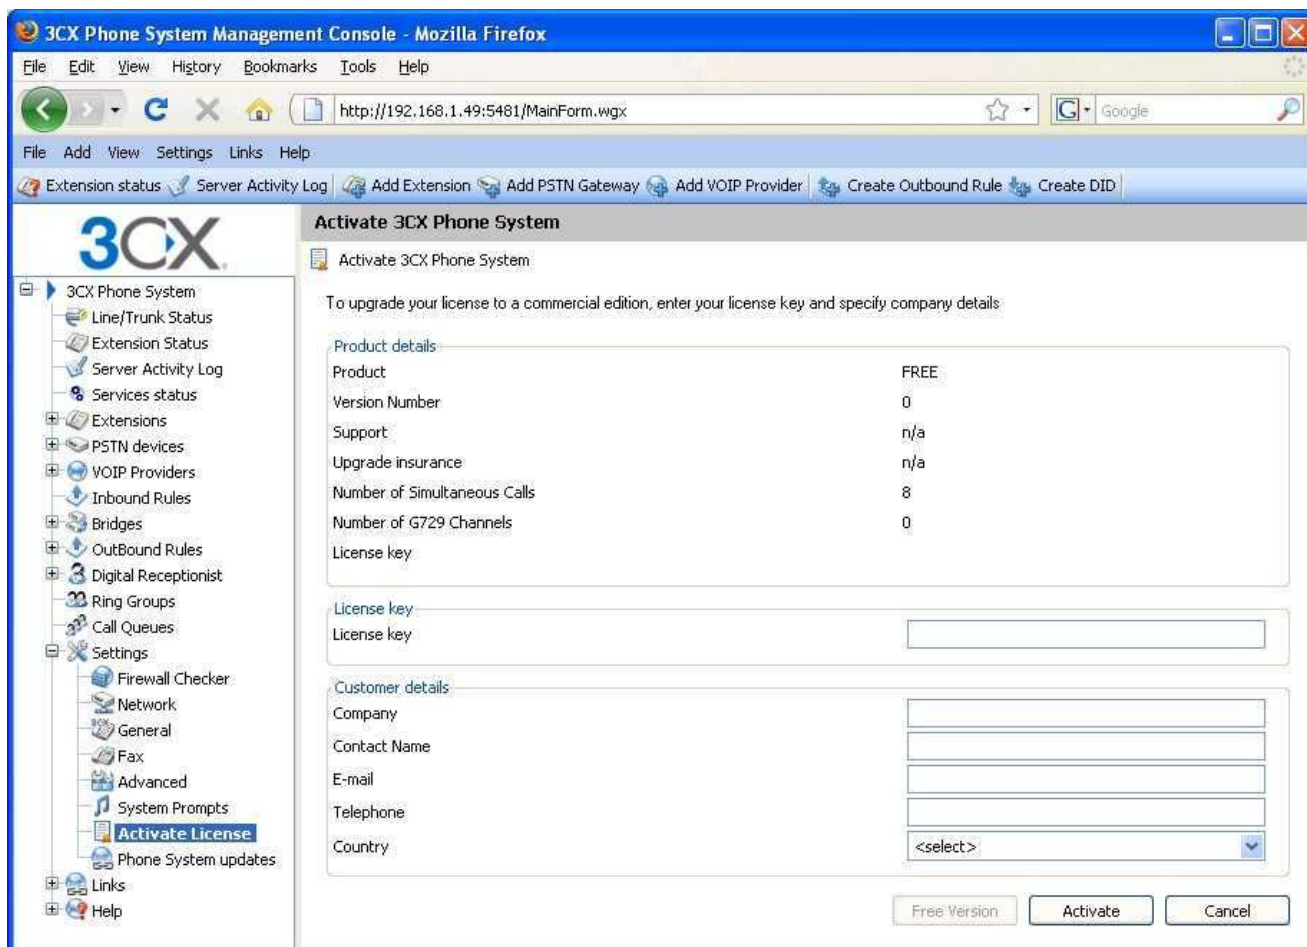 3CX Phone System Management Console - Mozilla Firefox
File Edit View History Bookmarks Tools Help
http://192.168.1.49:5481/MainForm.wgx
G Google
File Add View Settings Links Help
Extension status Server Activity Log Add Extension Add PSTN Gateway Add VOIP Provider Create Outbound Rule Create DID
3CX
Activate 3CX Phone System
Activate 3CX Phone System
To upgrade your license to a commercial edition, enter your license key and specify company details
3CX Phone System
Line/Trunk Status
Extension Status
Server Activity Log
Services status
Extensions
PSTN devices
VOIP Providers
Inbound Rules
Bridges
OutBound Rules
Digital Receptionist
Ring Groups
Call Queues
Settings
Firewall Checker
Network
General
Fax
Advanced
System Prompts
Activate License
Phone System updates
Links
Help
Product details
Product FREE
Version Number 0
Support n/a
Upgrade insurance n/a
Number of Simultaneous Calls 8
Number of G729 Channels 0
License key
License key
License key
Customer details
Company
Contact Name
E-mail
Telephone
Country <select>
Free Version Activate Cancel